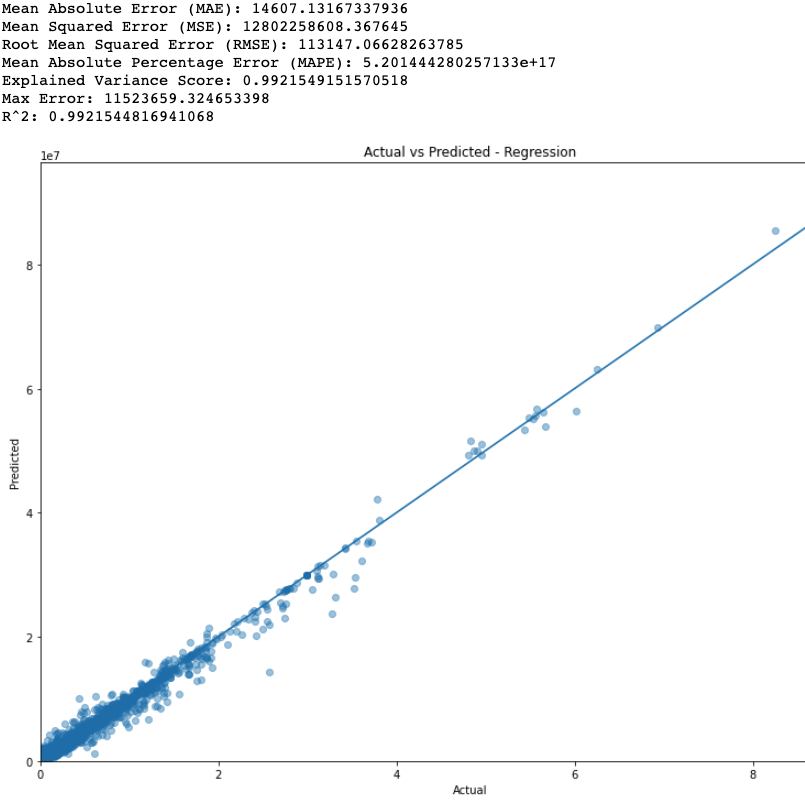 Mean Absolute Error (MAE): 14607.13167337936
Mean Squared Error (MSE): 12802258608.367645
Root Mean Squared Error (RMSE): 113147.06628263785
Mean Absolute Percentage Error (MAPE): 5.201444280257133e+17
Explained Variance Score: 0.9921549151570518
Max Error: 11523659.324653398
R^2: 0.9921544816941068
Actual vs Predicted - Regression
1e7
8
6
4
2
0
Predicted
0 2 4 6 8
Actual